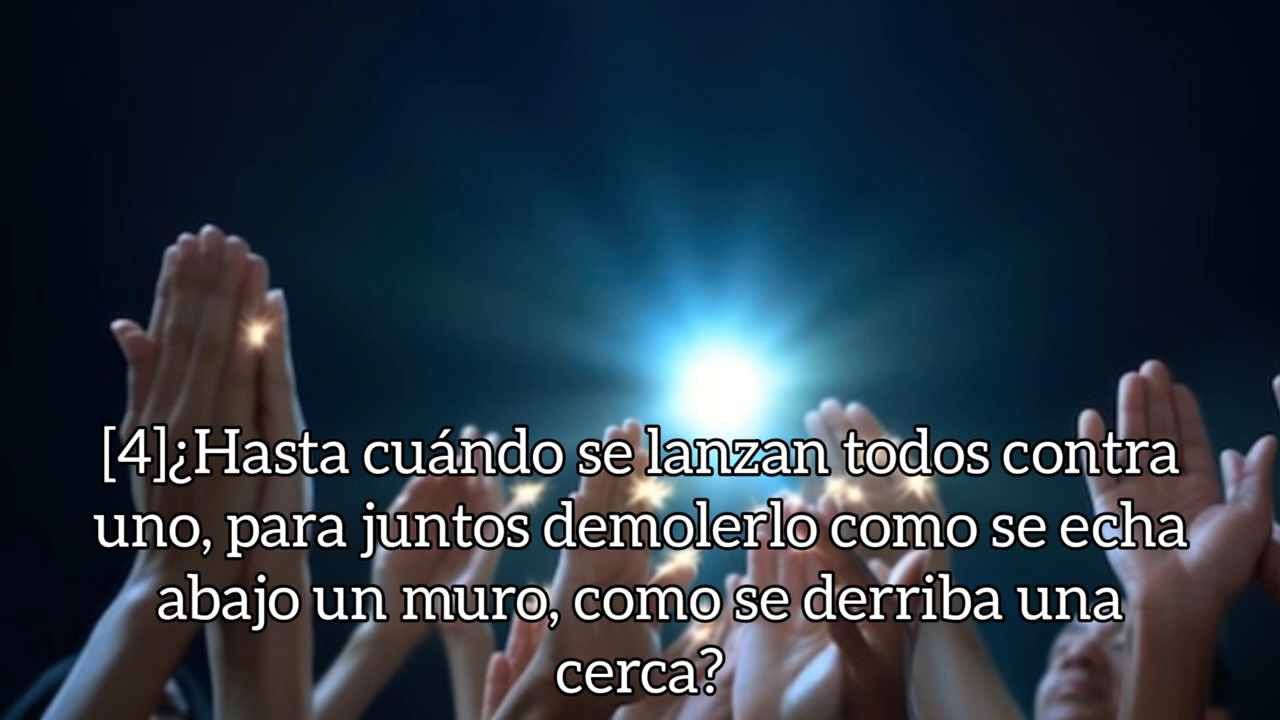 [4]¿Hasta cuándo se lanzan todos contra
uno, para juntos demolerlo como se echa
abajo un muro, como se derriba una
cerca?